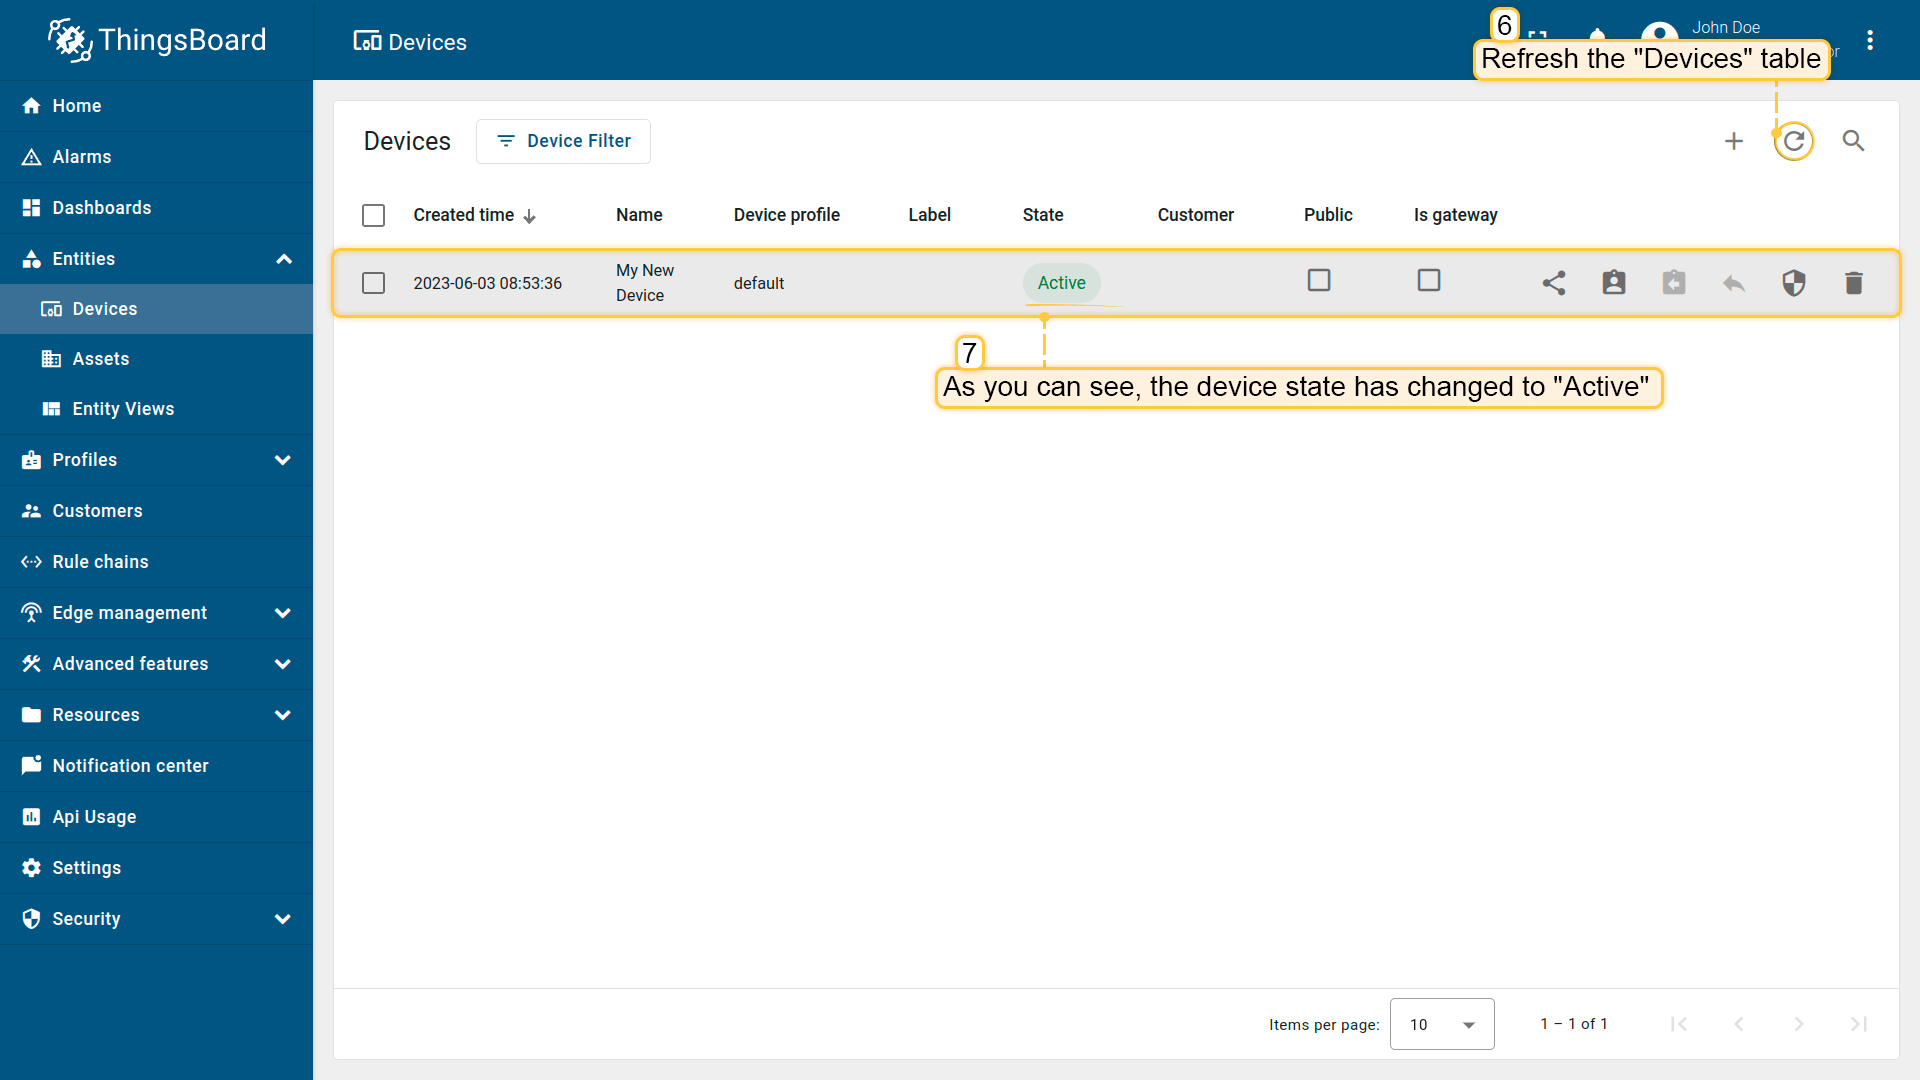 ThingsBoard
Devices
6
John Doe
Refresh the "Devices" table
Home
Alarms
Dashboards
Entities
Devices
Assets
Entity Views
Profiles
Customers
Rule chains
Edge management
Advanced features
Resources
Notification center
Api Usage
Settings
Security
Devices
Device Filter
Created time
Name
Device profile
Label
State
Customer
Public
Is gateway
2023-06-03 08:53:36
My New
Device
default
Active
7
As you can see, the device state has changed to "Active"
Items per page:
10
1 – 1 of 1